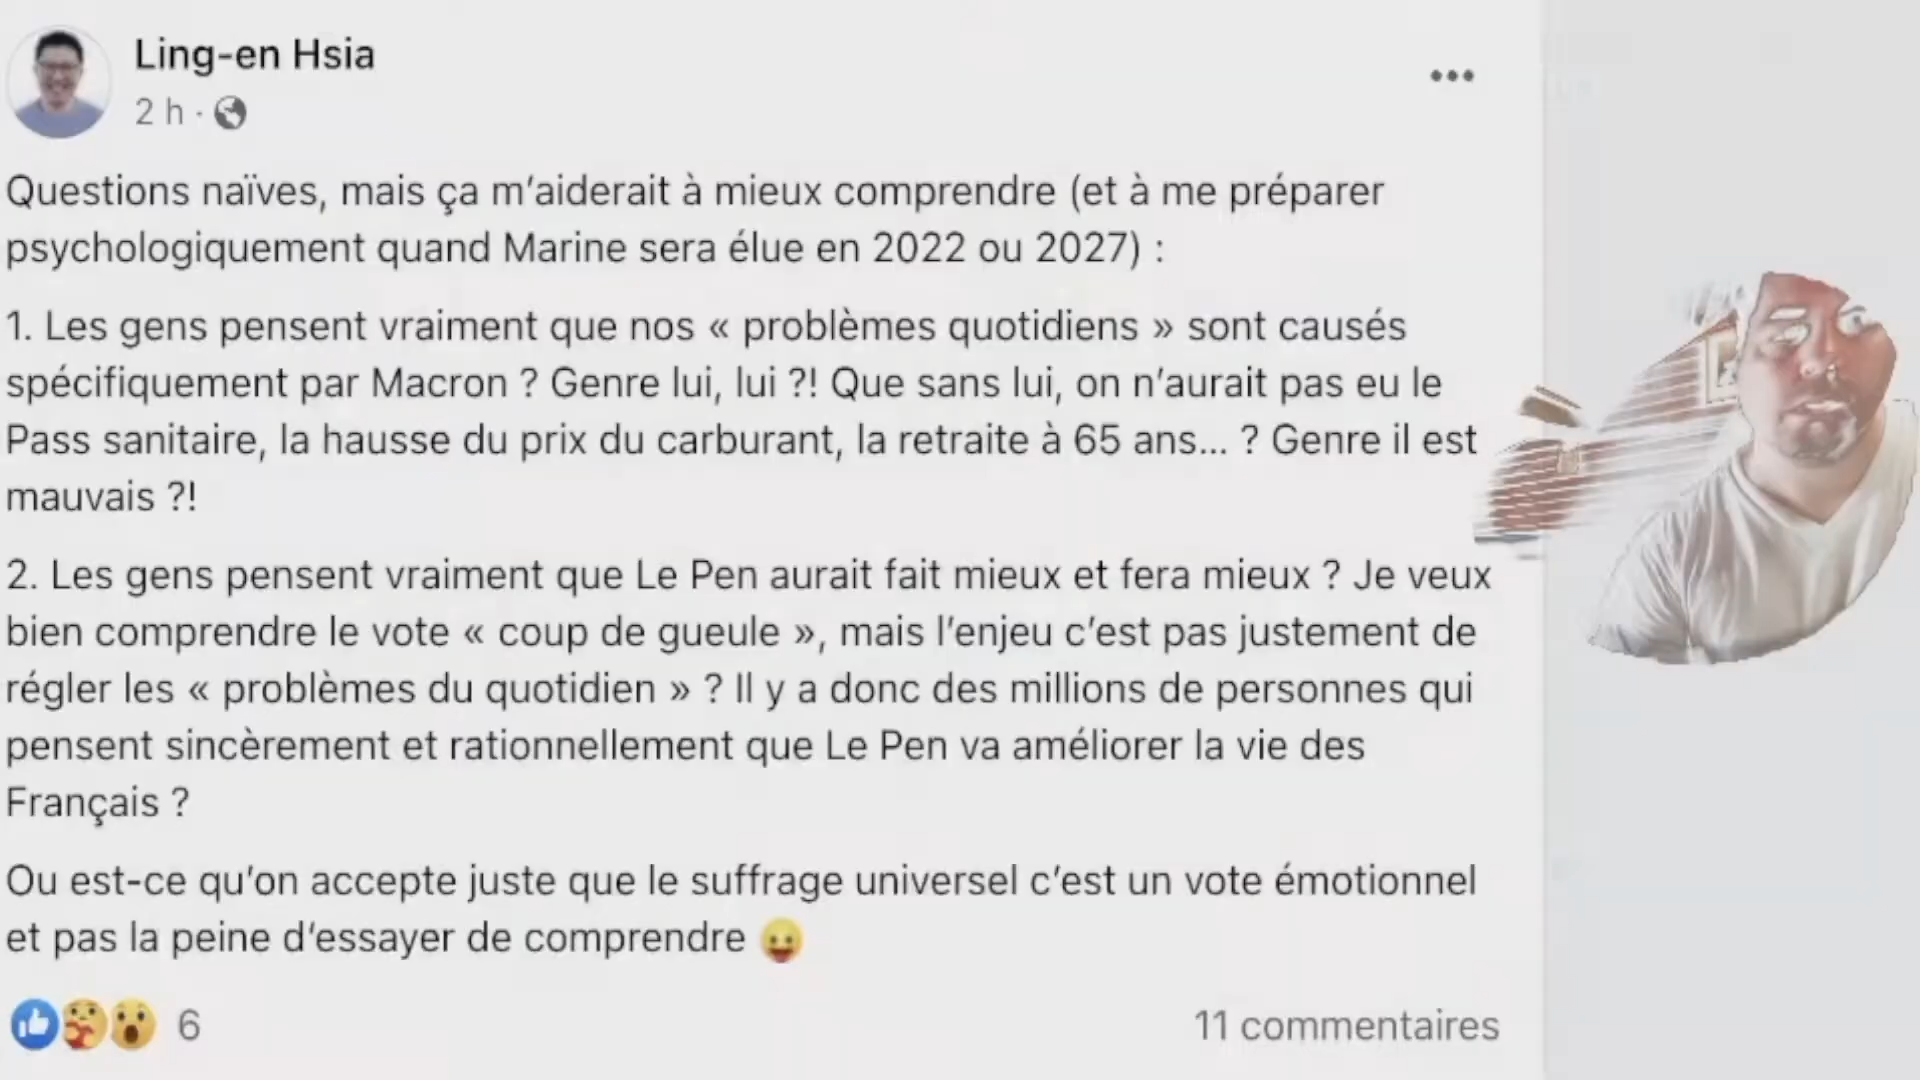 Ling-en Hsia
2 h ·
Questions naïves, mais ça m’aiderait à mieux comprendre (et à me préparer
psychologiquement quand Marine sera élue en 2022 ou 2027) :
1. Les gens pensent vraiment que nos « problèmes quotidiens » sont causés
spécifiquement par Macron ? Genre lui, lui ?! Que sans lui, on n’aurait pas eu le
Pass sanitaire, la hausse du prix du carburant, la retraite à 65 ans... ? Genre il est
mauvais ?!
2. Les gens pensent vraiment que Le Pen aurait fait mieux et fera mieux ? Je veux
bien comprendre le vote « coup de gueule », mais l’enjeu c’est pas justement de
régler les « problèmes du quotidien » ? Il y a donc des millions de personnes qui
pensent sincèrement et rationnellement que Le Pen va améliorer la vie des
Français ?
Ou est-ce qu’on accepte juste que le suffrage universel c’est un vote émotionnel
et pas la peine d’essayer de comprendre 😛
6
11 commentaires